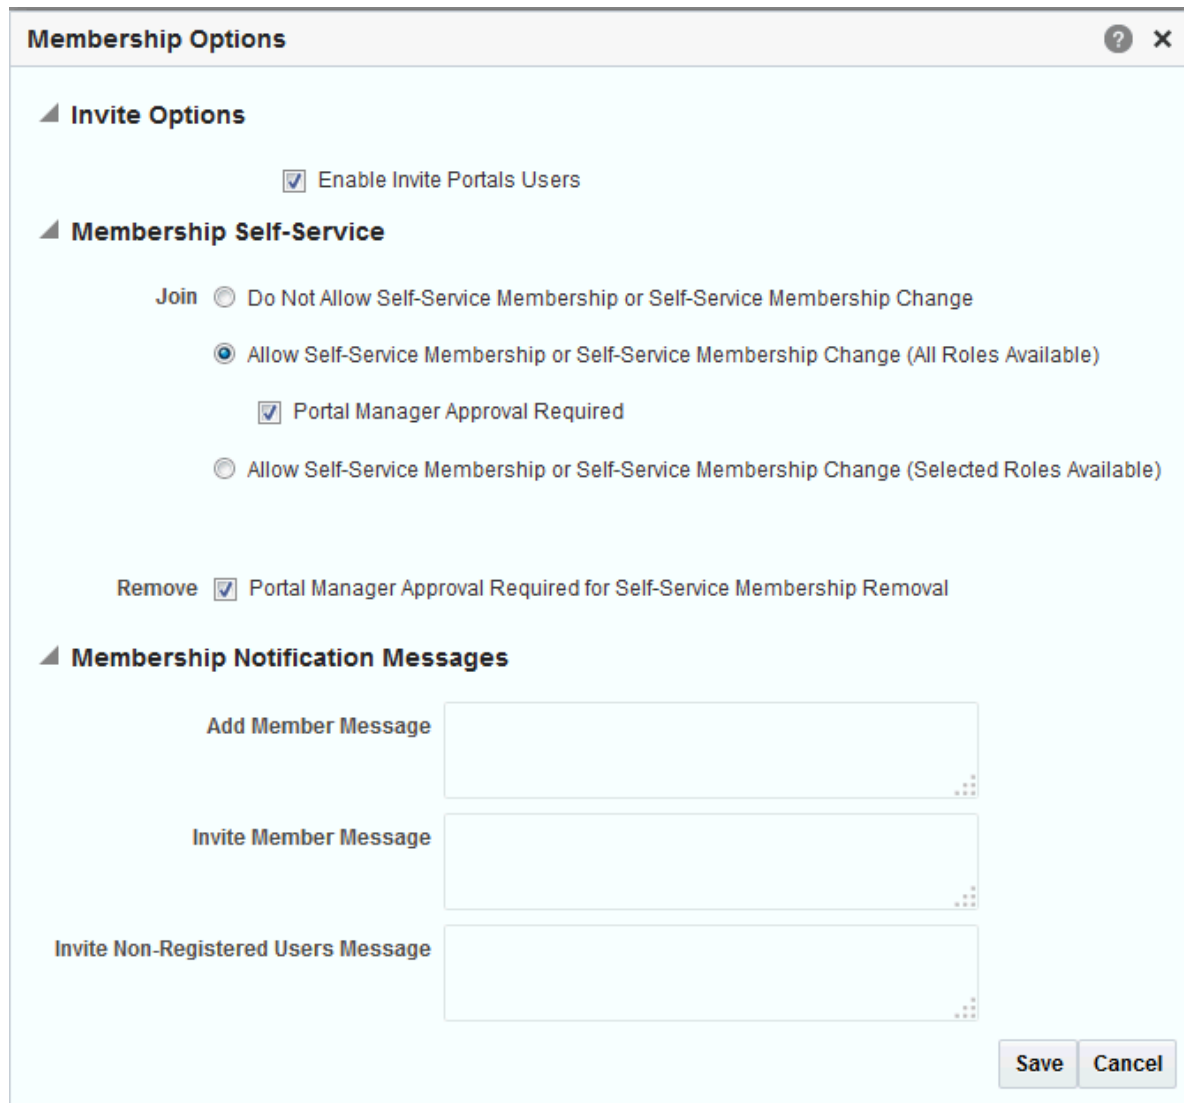 Membership Options
Invite Options
Enable Invite Portals Users
Membership Self-Service
Join Do Not Allow Self-Service Membership or Self-Service Membership Change
Allow Self-Service Membership or Self-Service Membership Change (All Roles Available)
Portal Manager Approval Required
Allow Self-Service Membership or Self-Service Membership Change (Selected Roles Available)
Remove Portal Manager Approval Required for Self-Service Membership Removal
Membership Notification Messages
Add Member Message
Invite Member Message
Invite Non-Registered Users Message
Save Cancel